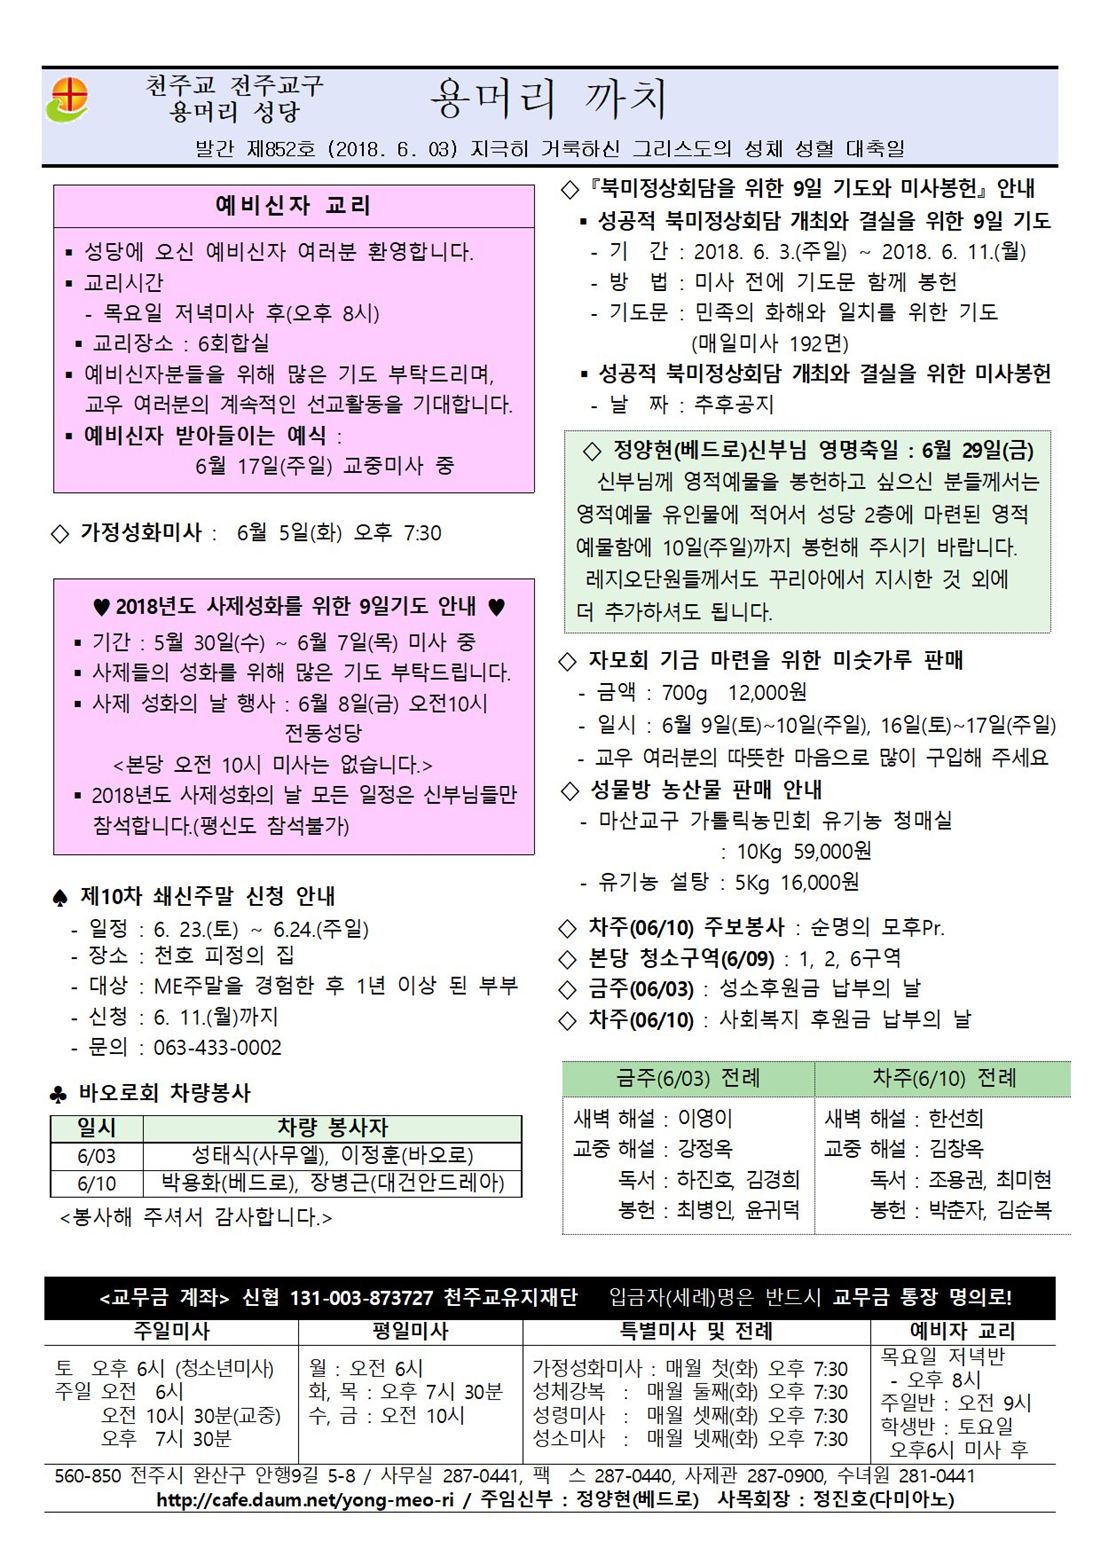 천주교 전주교구
용머리 성당
용머리 까치
발간 제852호 (2018. 6. 03) 지극히 거룩하신 그리스도의 성체 성혈 대축일
예비신자 교리
▪ 성당에 오신 예비신자 여러분 환영합니다.
▪ 교리시간
- 목요일 저녁미사 후(오후 8시)
▪ 교리장소 : 6회합실
▪ 예비신자분들을 위해 많은 기도 부탁드리며,
교우 여러분의 계속적인 선교활동을 기대합니다.
▪ 예비신자 받아들이는 예식 :
6월 17일(주일) 교중미사 중
◇ 가정성화미사 : 6월 5일(화) 오후 7:30
♥ 2018년도 사제성화를 위한 9일기도 안내 ♥
▪ 기간 : 5월 30일(수) ~ 6월 7일(목) 미사 중
▪ 사제들의 성화를 위해 많은 기도 부탁드립니다.
▪ 사제 성화의 날 행사 : 6월 8일(금) 오전10시
전동성당
<본당 오전 10시 미사는 없습니다.>
▪ 2018년도 사제성화의 날 모든 일정은 신부님들만
참석합니다.(평신도 참석불가)
♠ 제10차 쇄신주말 신청 안내
- 일정 : 6. 23.(토) ~ 6.24.(주일)
- 장소 : 천호 피정의 집
- 대상 : ME주말을 경험한 후 1년 이상 된 부부
- 신청 : 6. 11.(월)까지
- 문의 : 063-433-0002
♣ 바오로회 차량봉사
일시 차량 봉사자
6/03 성태식(사무엘), 이정훈(바오로)
6/10 박용화(베드로), 장병근(대건안드레아)
<봉사해 주셔서 감사합니다.>
◇『북미정상회담을 위한 9일 기도와 미사봉헌』 안내
▪ 성공적 북미정상회담 개최와 결실을 위한 9일 기도
- 기 간 : 2018. 6. 3.(주일) ~ 2018. 6. 11.(월)
- 방 법 : 미사 전에 기도문 함께 봉헌
- 기도문 : 민족의 화해와 일치를 위한 기도
(매일미사 192면)
▪ 성공적 북미정상회담 개최와 결실을 위한 미사봉헌
- 날 짜 : 추후공지
◇ 정양현(베드로)신부님 영명축일 : 6월 29일(금)
신부님께 영적예물을 봉헌하고 싶으신 분들께서는
영적예물 유인물에 적어서 성당 2층에 마련된 영적
예물함에 10일(주일)까지 봉헌해 주시기 바랍니다.
레지오단원들께서도 꾸리아에서 지시한 것 외에
더 추가하셔도 됩니다.
◇ 자모회 기금 마련을 위한 미숫가루 판매
- 금액 : 700g 12,000원
- 일시 : 6월 9일(토)~10일(주일), 16일(토)~17일(주일)
- 교우 여러분의 따뜻한 마음으로 많이 구입해 주세요
◇ 성물방 농산물 판매 안내
- 마산교구 가톨릭농민회 유기농 청매실
: 10Kg 59,000원
- 유기농 설탕 : 5Kg 16,000원
◇ 차주(06/10) 주보봉사 : 순명의 모후Pr.
◇ 본당 청소구역(6/09) : 1, 2, 6구역
◇ 금주(06/03) : 성소후원금 납부의 날
◇ 차주(06/10) : 사회복지 후원금 납부의 날
금주(6/03) 전례 차주(6/10) 전례
새벽 해설 : 이영이 새벽 해설 : 한선희
교중 해설 : 강정옥 교중 해설 : 김창옥
독서 : 하진호, 김경희 독서 : 조용권, 최미현
봉헌 : 최병인, 윤귀덕 봉헌 : 박춘자, 김순복
<교무금 계좌> 신협 131-003-873727 천주교유지재단 입금자(세례)명은 반드시 교무금 통장 명의로!
주일미사 평일미사 특별미사 및 전례 예비자 교리
토 오후 6시 (청소년미사)
주일 오전 6시
오전 10시 30분(교중)
오후 7시 30분
월 : 오전 6시
화, 목 : 오후 7시 30분
수, 금 : 오전 10시
가정성화미사 : 매월 첫(화) 오후 7:30
성체강복 : 매월 둘째(화) 오후 7:30
성령미사 : 매월 셋째(화) 오후 7:30
성소미사 : 매월 넷째(화) 오후 7:30
목요일 저녁반
- 오후 8시
주일반 : 오전 9시
학생반 : 토요일
오후6시 미사 후
560-850 전주시 완산구 안행9길 5-8 / 사무실 287-0441, 팩 스 287-0440, 사제관 287-0900, 수녀원 281-0441
http://cafe.daum.net/yong-meo-ri / 주임신부 : 정양현(베드로) 사목회장 : 정진호(다미아노)